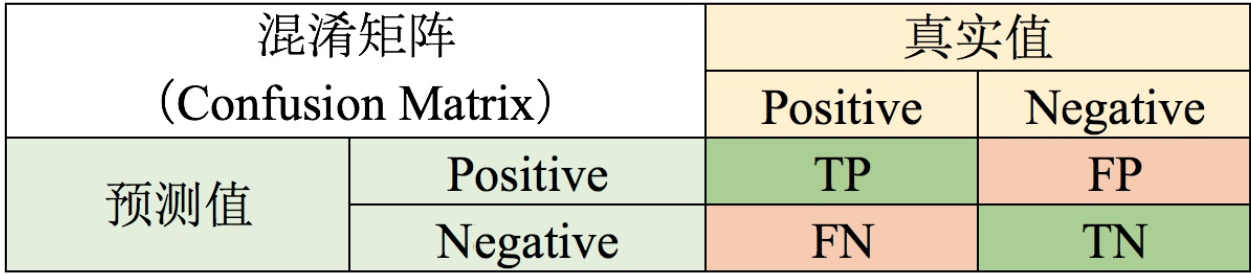 混淆矩阵
（Confusion Matrix）
真实值
Positive
Negative
预测值
Positive
TP
FP
Negative
FN
TN